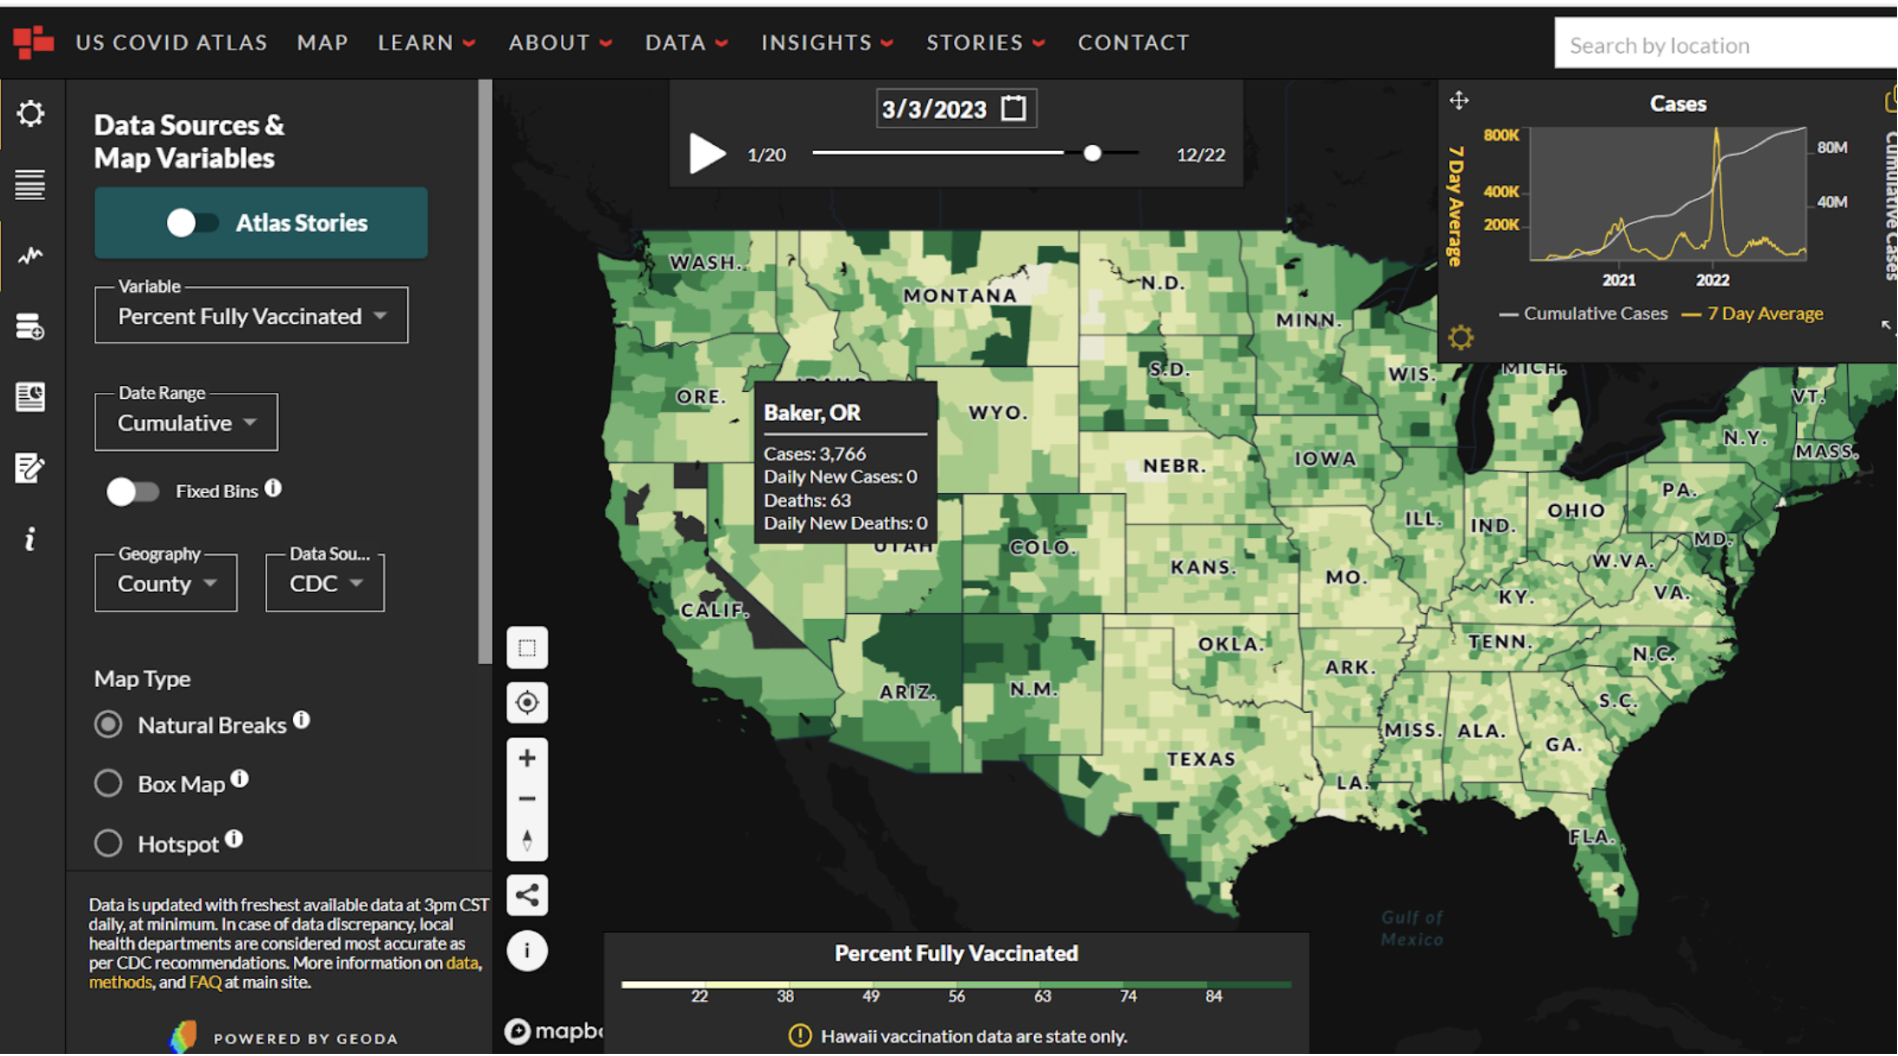 US COVID ATLAS MAP LEARN ABOUT DATA INSIGHTS STORIES CONTACT
Search by location
Data Sources &
Map Variables
Atlas Stories
Variable
Percent Fully Vaccinated
Date Range
Cumulative
Fixed Bins
Geography
County
Data Sou...
CDC
Map Type
Natural Breaks
Box Map
Hotspot
Data is updated with freshest available data at 3pm CST
daily, at minimum. In case of data discrepancy, local
health departments are considered most accurate as
per CDC recommendations. More information on data,
methods, and FAQ at main site.
POWERED BY GEODA
3/3/2023
1/20
12/22
Cases
7 Day Average
800K
400K
200K
80M
40M
Cumulative Cases
2021
2022
Cumulative Cases
7 Day Average
WASH.
MONTANA
N.D.
MINN.
ORE.
IDAHO
WYO.
S.D.
WIS.
MICH.
VT.
N.Y.
MASS.
Baker, OR
Cases: 3,766
Daily New Cases: 0
Deaths: 63
Daily New Deaths: 0
NEBR.
IOWA
PA.
ILL.
IND.
OHIO
MD.
UTAH
COLO.
KANS.
MO.
W.VA.
VA.
KY.
CALIF.
OKLA.
TENN.
N.C.
ARIZ.
N.M.
ARK.
S.C.
TEXAS
MISS.
ALA.
GA.
LA.
FLA.
Gulf of
Mexico
Percent Fully Vaccinated
22
38
49
56
63
74
84
Hawaii vaccination data are state only.
mapbo